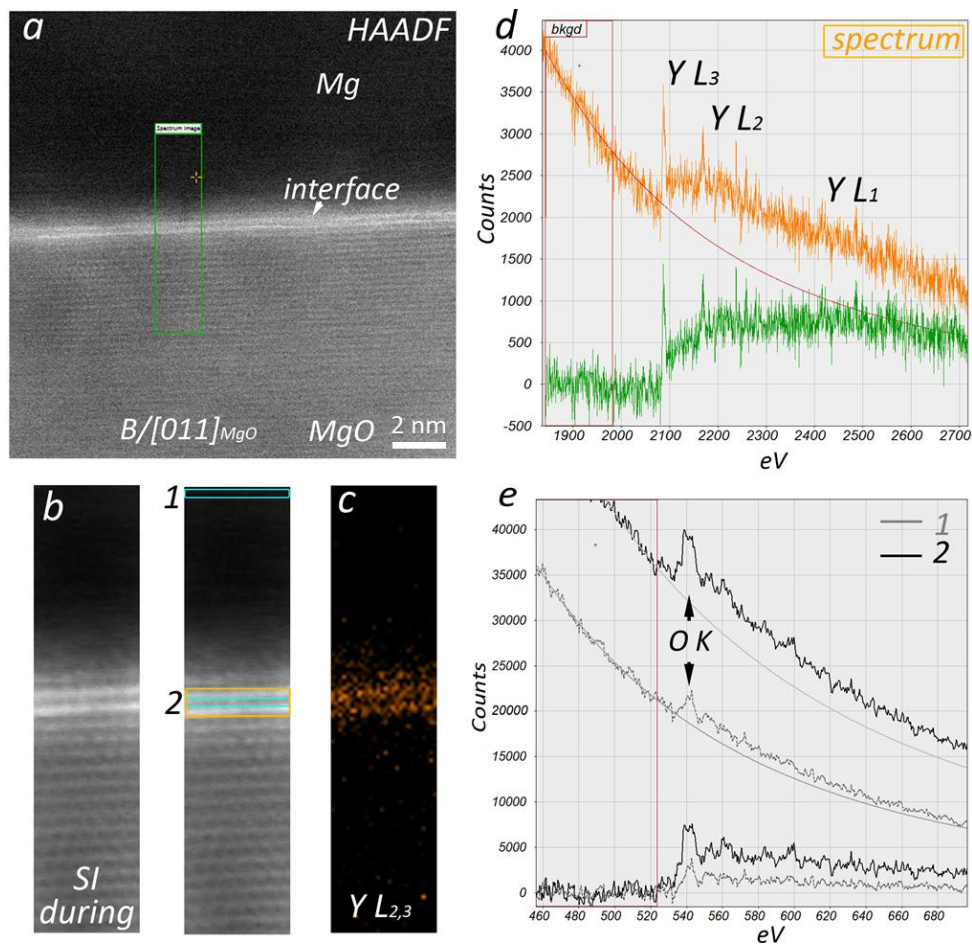 a
HAADF
Mg
Spectrum Image
interface
B/[011]MgO
MgO
2 nm
b
1
2
SI
during
c
Y L2,3
d
bkgd
spectrum
Y L3
Y L2
Y L1
Counts
4000
3500
3000
2500
2000
1500
1000
500
0
-500
1900 2000 2100 2200 2300 2400 2500 2600 2700
eV
e
1
2
O K
Counts
40000
35000
30000
25000
20000
15000
10000
5000
0
460 480 500 520 540 560 580 600 620 640 660 680
eV